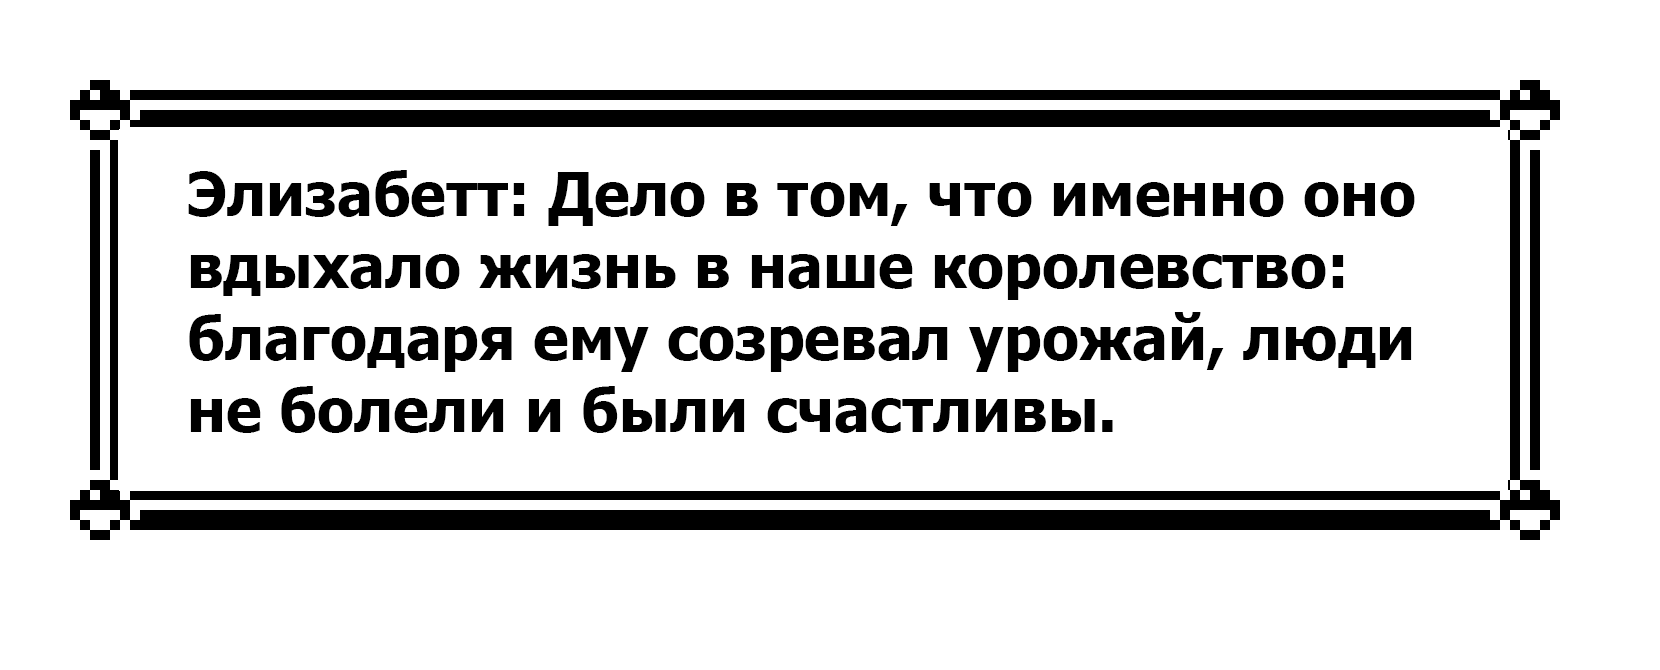 Элизабетт: Дело в том, что именно оно
вдыхало жизнь в наше королевство:
благодаря ему созревал урожай, люди
не болели и были счастливы.